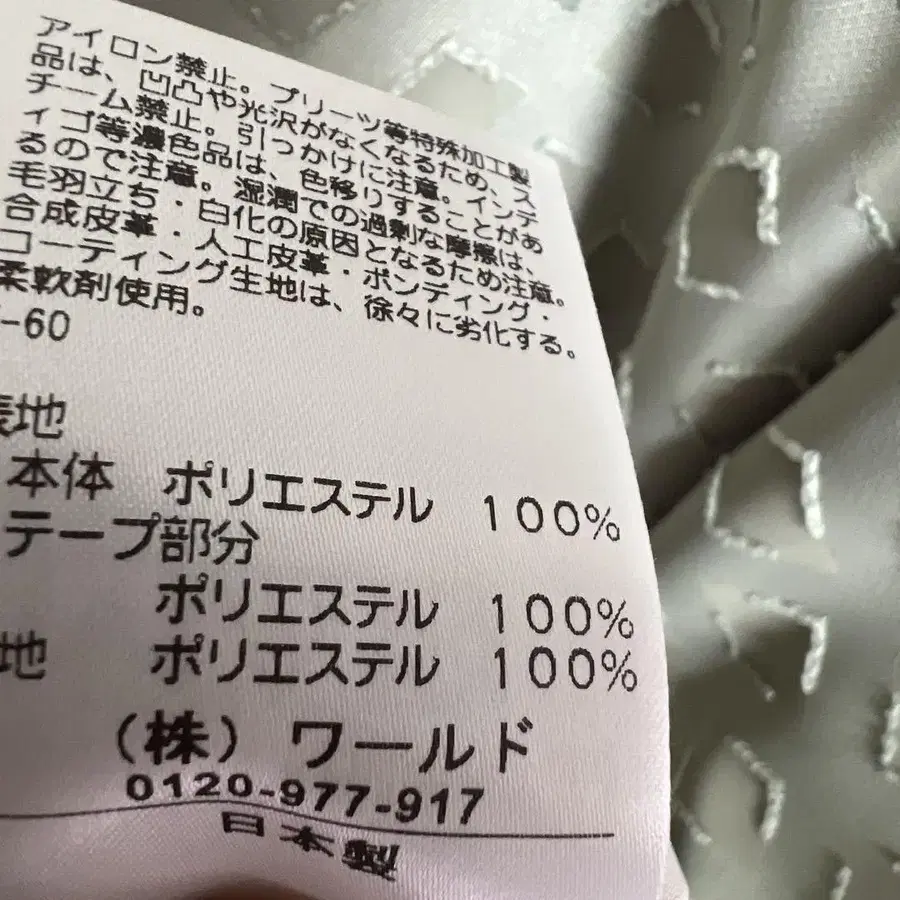 アイロン禁止。プリーツ等特殊加工製
品は、凹凸や光沢がなくなるため、ス
チーム禁止。引っかけに注意。インデ
ィゴ等濃色品は、色移りすることがあ
るので注意。湿潤での過剰な摩擦は、
毛羽立ち・白化の原因となるため注意。
合成皮革・人工皮革・ボンディング・
コーティング生地は、徐々に劣化する。
柔軟剤使用。
-60
表地
本体 ポリエステル 100%
テープ部分
ポリエステル 100%
地 ポリエステル 100%
(株) ワールド
0120-977-917
日本製